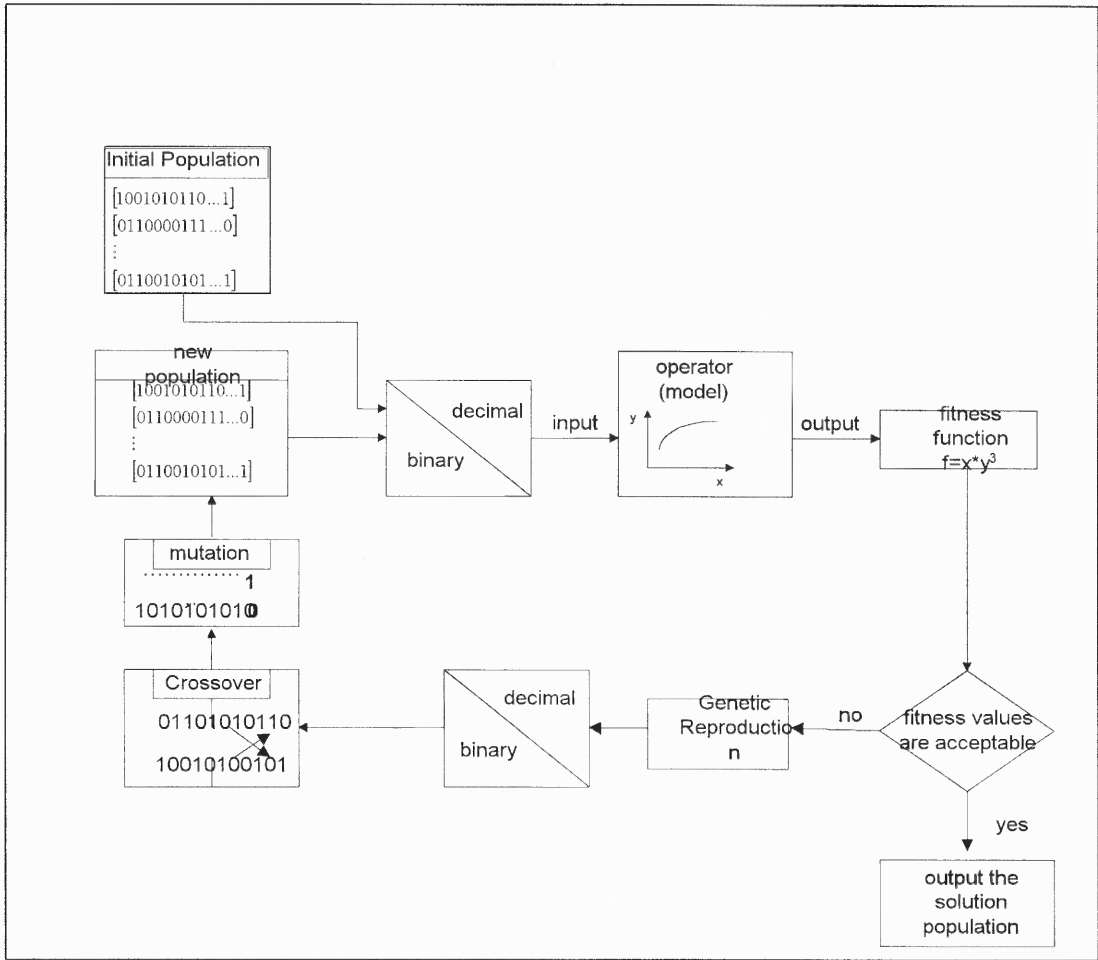 Initial Population
[1001010110...1]
[0110000111...0]
⋮
[0110010101...1]
new
population
[1001010110...1]
[0110000111...0]
⋮
[0110010101...1]
decimal
binary
input
operator
(model)
y
x
output
fitness
function
f=x*y³
mutation
1
10101010100
Crossover
01101010110
10010100101
decimal
binary
Genetic
Reproductio
n
no
fitness values
are acceptable
yes
output the
solution
population